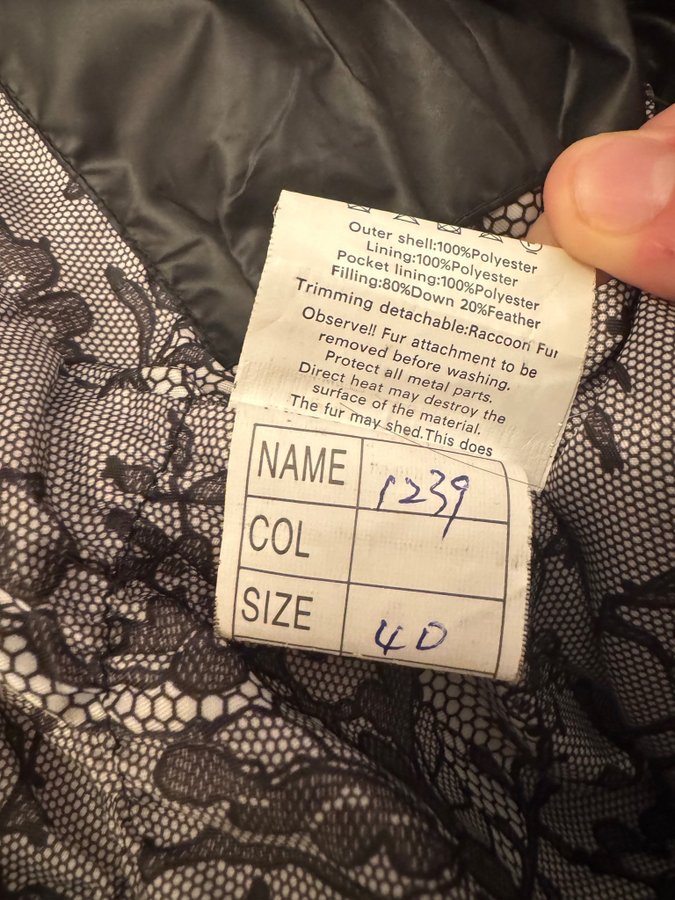 Outer shell:100%Polyester
Lining:100%Polyester
Pocket lining:100%Polyester
Filling:80%Down 20%Feather
Trimming detachable:Raccoon Fur
Observe!! Fur attachment to be
removed before washing.
Protect all metal parts.
Direct heat may destroy the
surface of the material.
The fur may shed.This does
NAME 1239
COL
SIZE 40